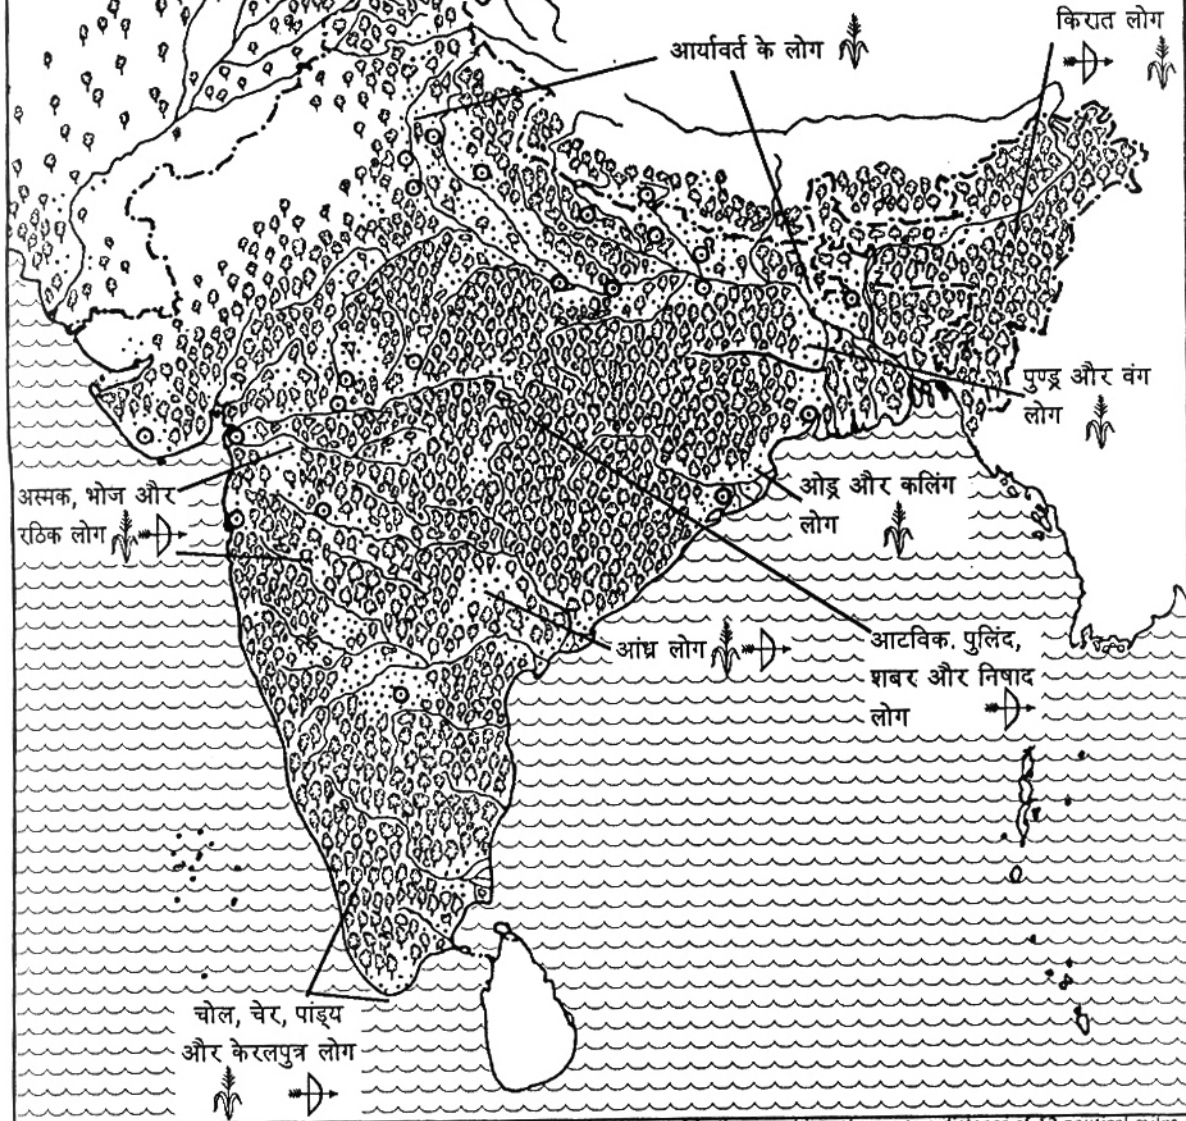 आर्यावर्त के लोग
किरात लोग
पुण्ड्र और वंग
लोग
अस्मक, भोज और
रठिक लोग
ओड्र और कलिंग
लोग
आंध्र लोग
आटविक. पुलिंद,
शबर और निषाद
लोग
चोल, चेर, पांड्य
और केरलपुत्र लोग